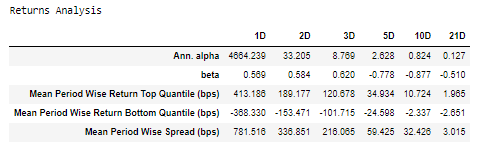 Returns Analysis
1D 2D 3D 5D 10D 21D
Ann. alpha 4664.239 33.205 8.769 2.628 0.824 0.127
beta 0.569 0.584 0.620 -0.778 -0.877 -0.510
Mean Period Wise Return Top Quantile (bps) 413.186 189.177 120.678 34.934 10.724 1.965
Mean Period Wise Return Bottom Quantile (bps) -368.330 -153.471 -101.715 -24.598 -2.337 -2.651
Mean Period Wise Spread (bps) 781.516 336.851 216.065 59.425 32.426 3.015